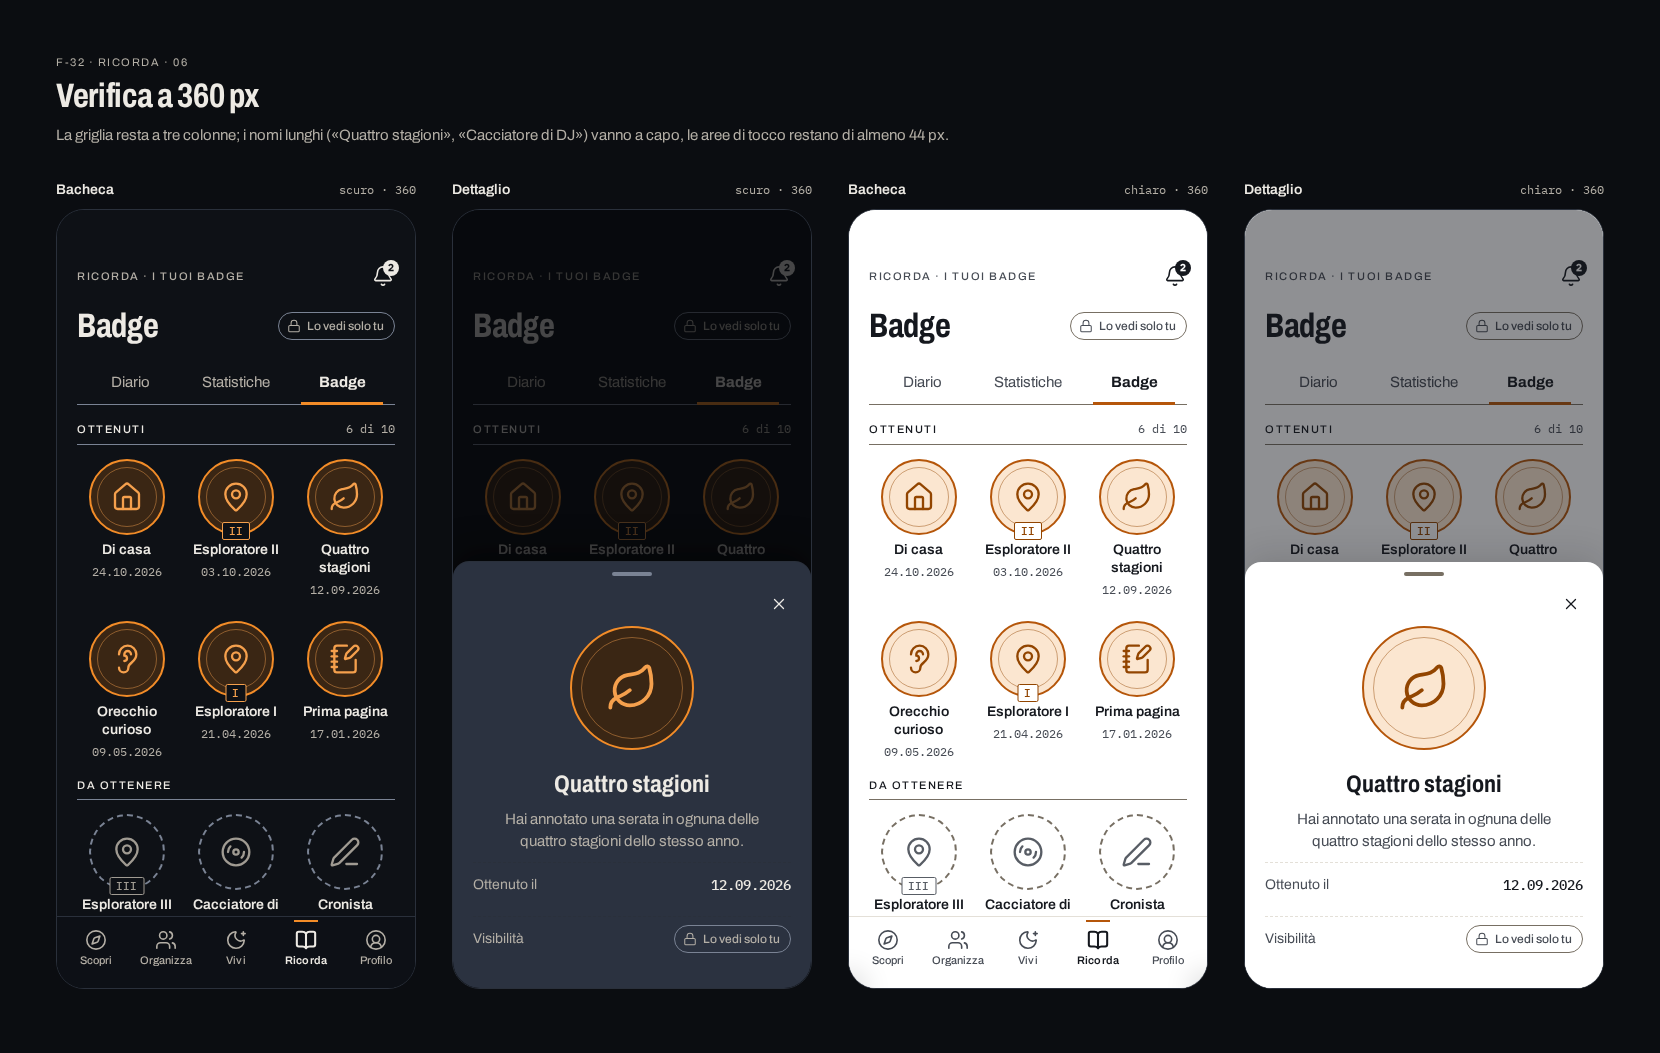 F-32 · RICORDA · 06
Verifica a 360 px
La griglia resta a tre colonne; i nomi lunghi («Quattro stagioni», «Cacciatore di DJ») vanno a capo, le aree di tocco restano di almeno 44 px.
Bacheca scuro · 360
RICORDA · I TUOI BADGE 2
Badge Lo vedi solo tu
Diario Statistiche Badge
OTTENUTI 6 di 10
II
Di casa Esploratore II Quattro stagioni
24.10.2026 03.10.2026 12.09.2026
I
Orecchio curioso Esploratore I Prima pagina
09.05.2026 21.04.2026 17.01.2026
DA OTTENERE
III
Esploratore III Cacciatore di Cronista
Scopri Organizza Vivi Ricorda Profilo
Dettaglio scuro · 360
RICORDA · I TUOI BADGE 2
Badge Lo vedi solo tu
Diario Statistiche Badge
OTTENUTI 6 di 10
II
Di casa Esploratore II Quattro
Quattro stagioni
Hai annotato una serata in ognuna delle
quattro stagioni dello stesso anno.
Ottenuto il 12.09.2026
Visibilità Lo vedi solo tu
Bacheca chiaro · 360
RICORDA · I TUOI BADGE 2
Badge Lo vedi solo tu
Diario Statistiche Badge
OTTENUTI 6 di 10
II
Di casa Esploratore II Quattro stagioni
24.10.2026 03.10.2026 12.09.2026
I
Orecchio curioso Esploratore I Prima pagina
09.05.2026 21.04.2026 17.01.2026
DA OTTENERE
III
Esploratore III Cacciatore di Cronista
Scopri Organizza Vivi Ricorda Profilo
Dettaglio chiaro · 360
RICORDA · I TUOI BADGE 2
Badge Lo vedi solo tu
Diario Statistiche Badge
OTTENUTI 6 di 10
II
Di casa Esploratore II Quattro
Quattro stagioni
Hai annotato una serata in ognuna delle
quattro stagioni dello stesso anno.
Ottenuto il 12.09.2026
Visibilità Lo vedi solo tu